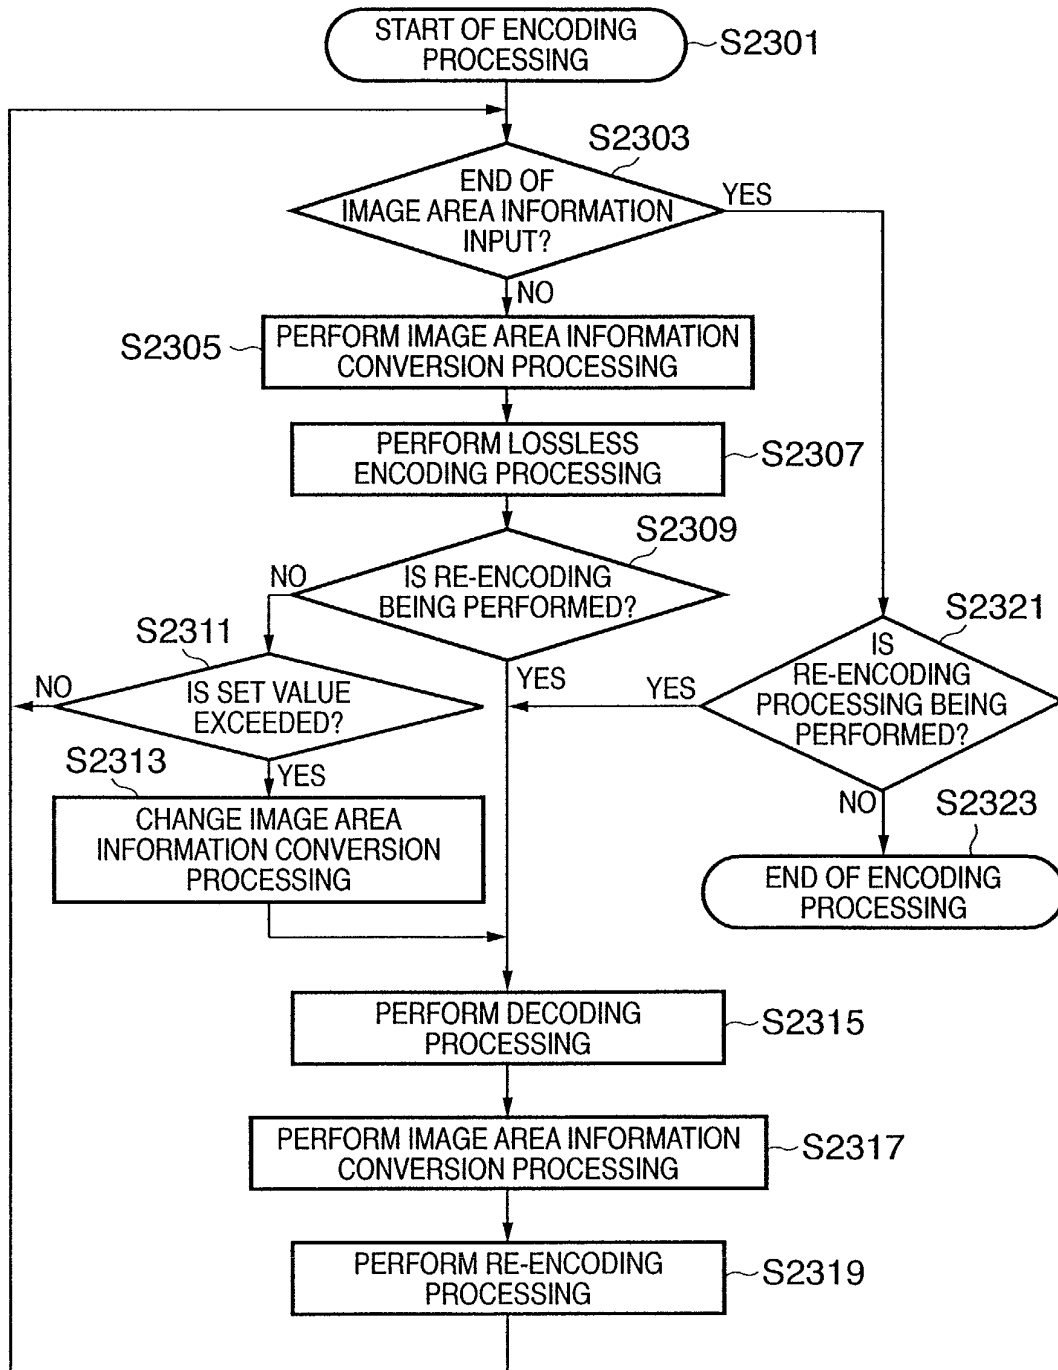 START OF ENCODING
PROCESSING
S2301
S2303
END OF
IMAGE AREA INFORMATION
INPUT?
YES
NO
S2305
PERFORM IMAGE AREA INFORMATION
CONVERSION PROCESSING
PERFORM LOSSLESS
ENCODING PROCESSING
S2307
S2309
NO
IS RE-ENCODING
BEING PERFORMED?
S2311
NO
IS SET VALUE
EXCEEDED?
YES
YES
S2321
IS
RE-ENCODING
PROCESSING BEING
PERFORMED?
S2313
YES
NO
S2323
CHANGE IMAGE AREA
INFORMATION CONVERSION
PROCESSING
END OF ENCODING
PROCESSING
PERFORM DECODING
PROCESSING
S2315
PERFORM IMAGE AREA INFORMATION
CONVERSION PROCESSING
S2317
PERFORM RE-ENCODING
PROCESSING
S2319